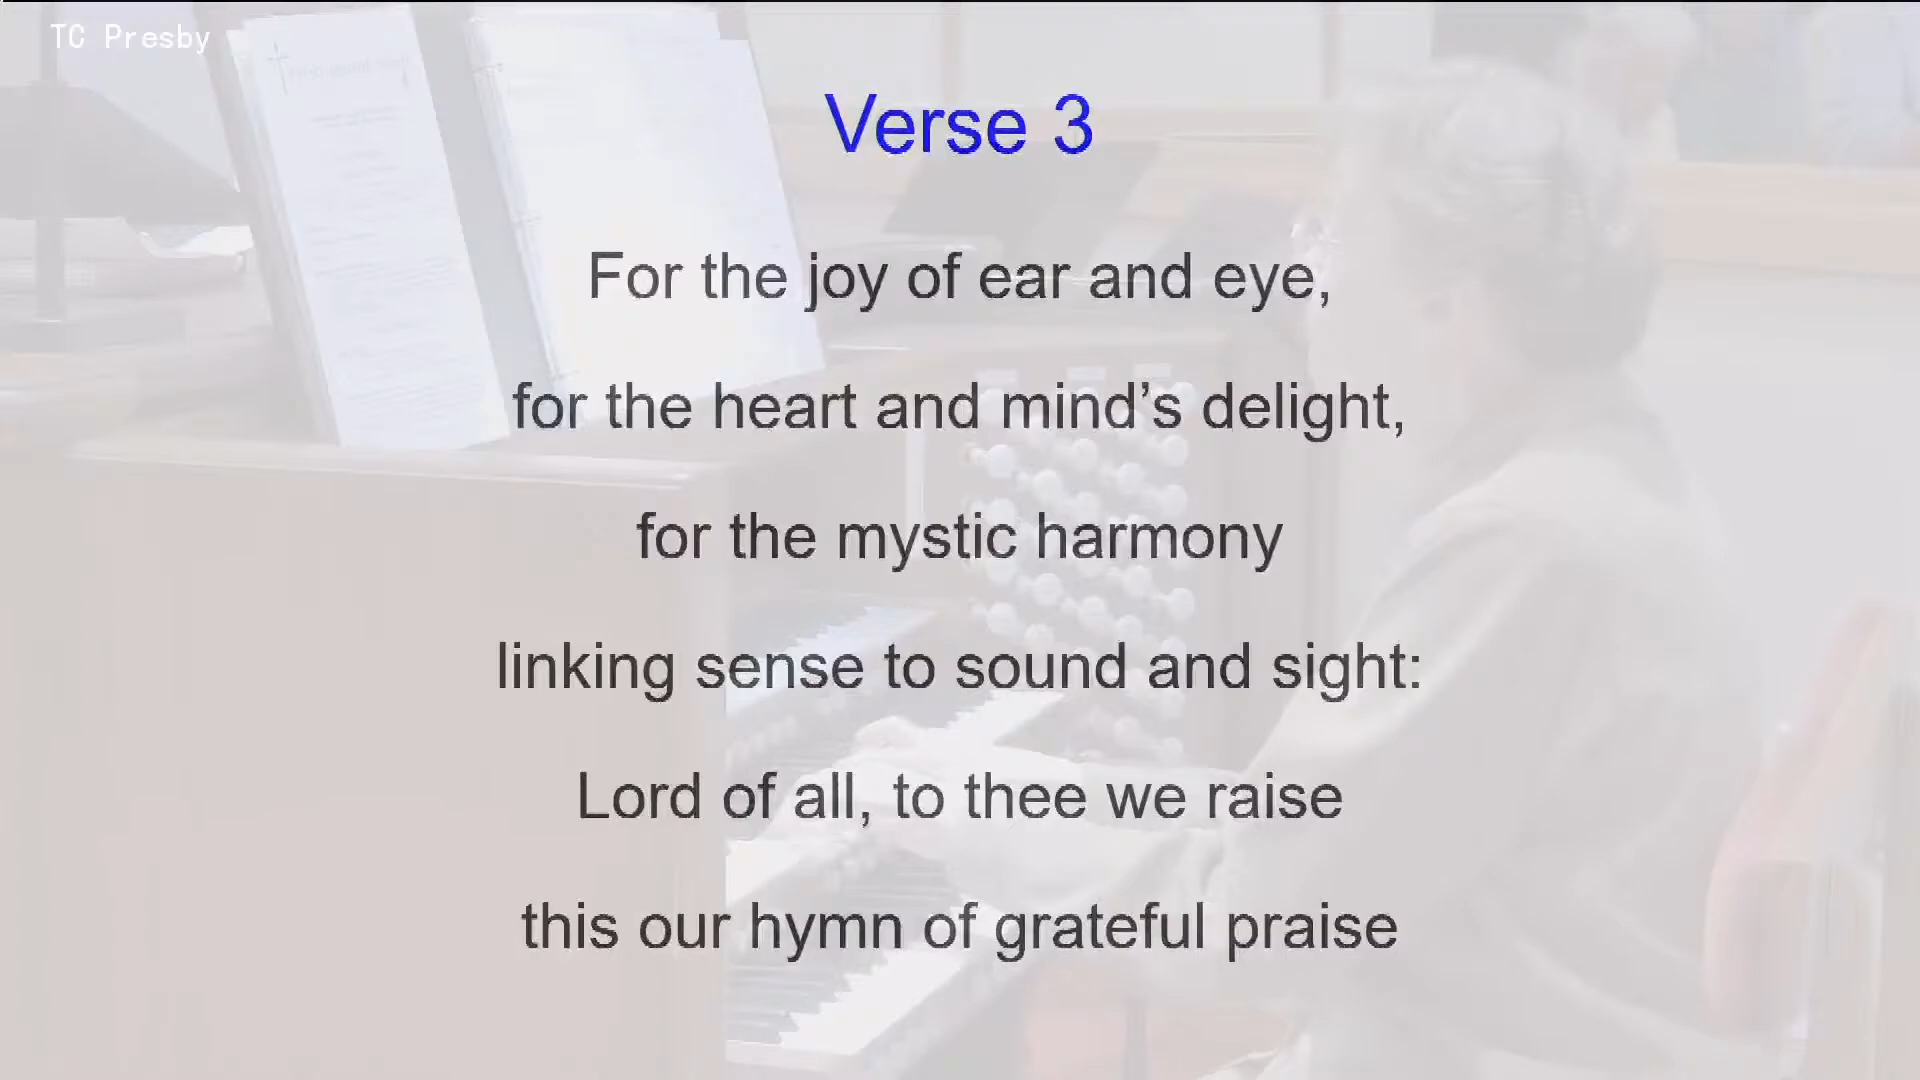 TC Presby
Verse 3
For the joy of ear and eye,
for the heart and mind’s delight,
for the mystic harmony
linking sense to sound and sight:
Lord of all, to thee we raise
this our hymn of grateful praise